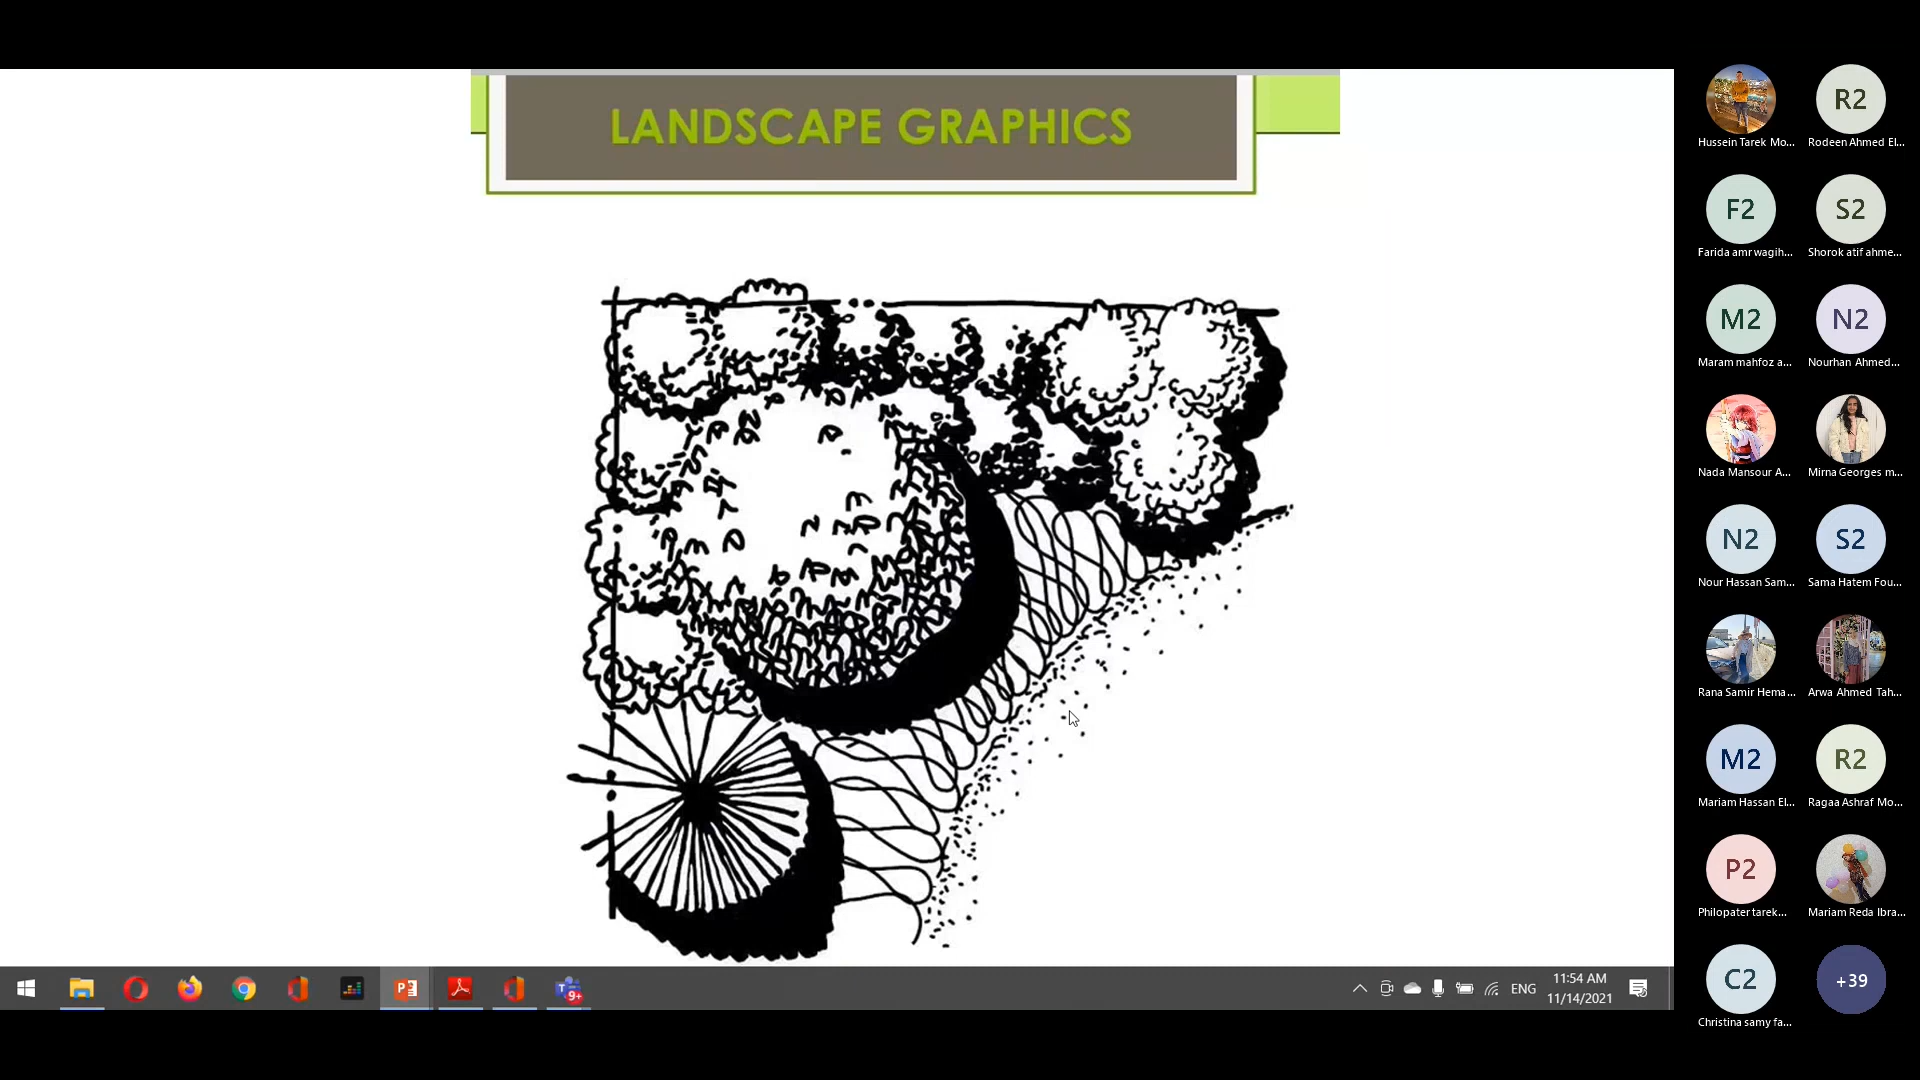 LANDSCAPE GRAPHICS
Hussein Tarek Mo...
R2
Rodeen Ahmed El...
F2
Farida amr wagih...
S2
Shorok atif ahme...
M2
Maram mahfoz a...
N2
Nourhan Ahmed...
Nada Mansour A...
Mirna Georges m...
N2
Nour Hassan Sam...
S2
Sama Hatem Fou...
Rana Samir Hema...
Arwa Ahmed Tah...
M2
Mariam Hassan El...
R2
Ragaa Ashraf Mo...
P2
Philopater tarek...
Mariam Reda Ibra...
C2
Christina samy fa...
+39
9+
ENG
11:54 AM
11/14/2021